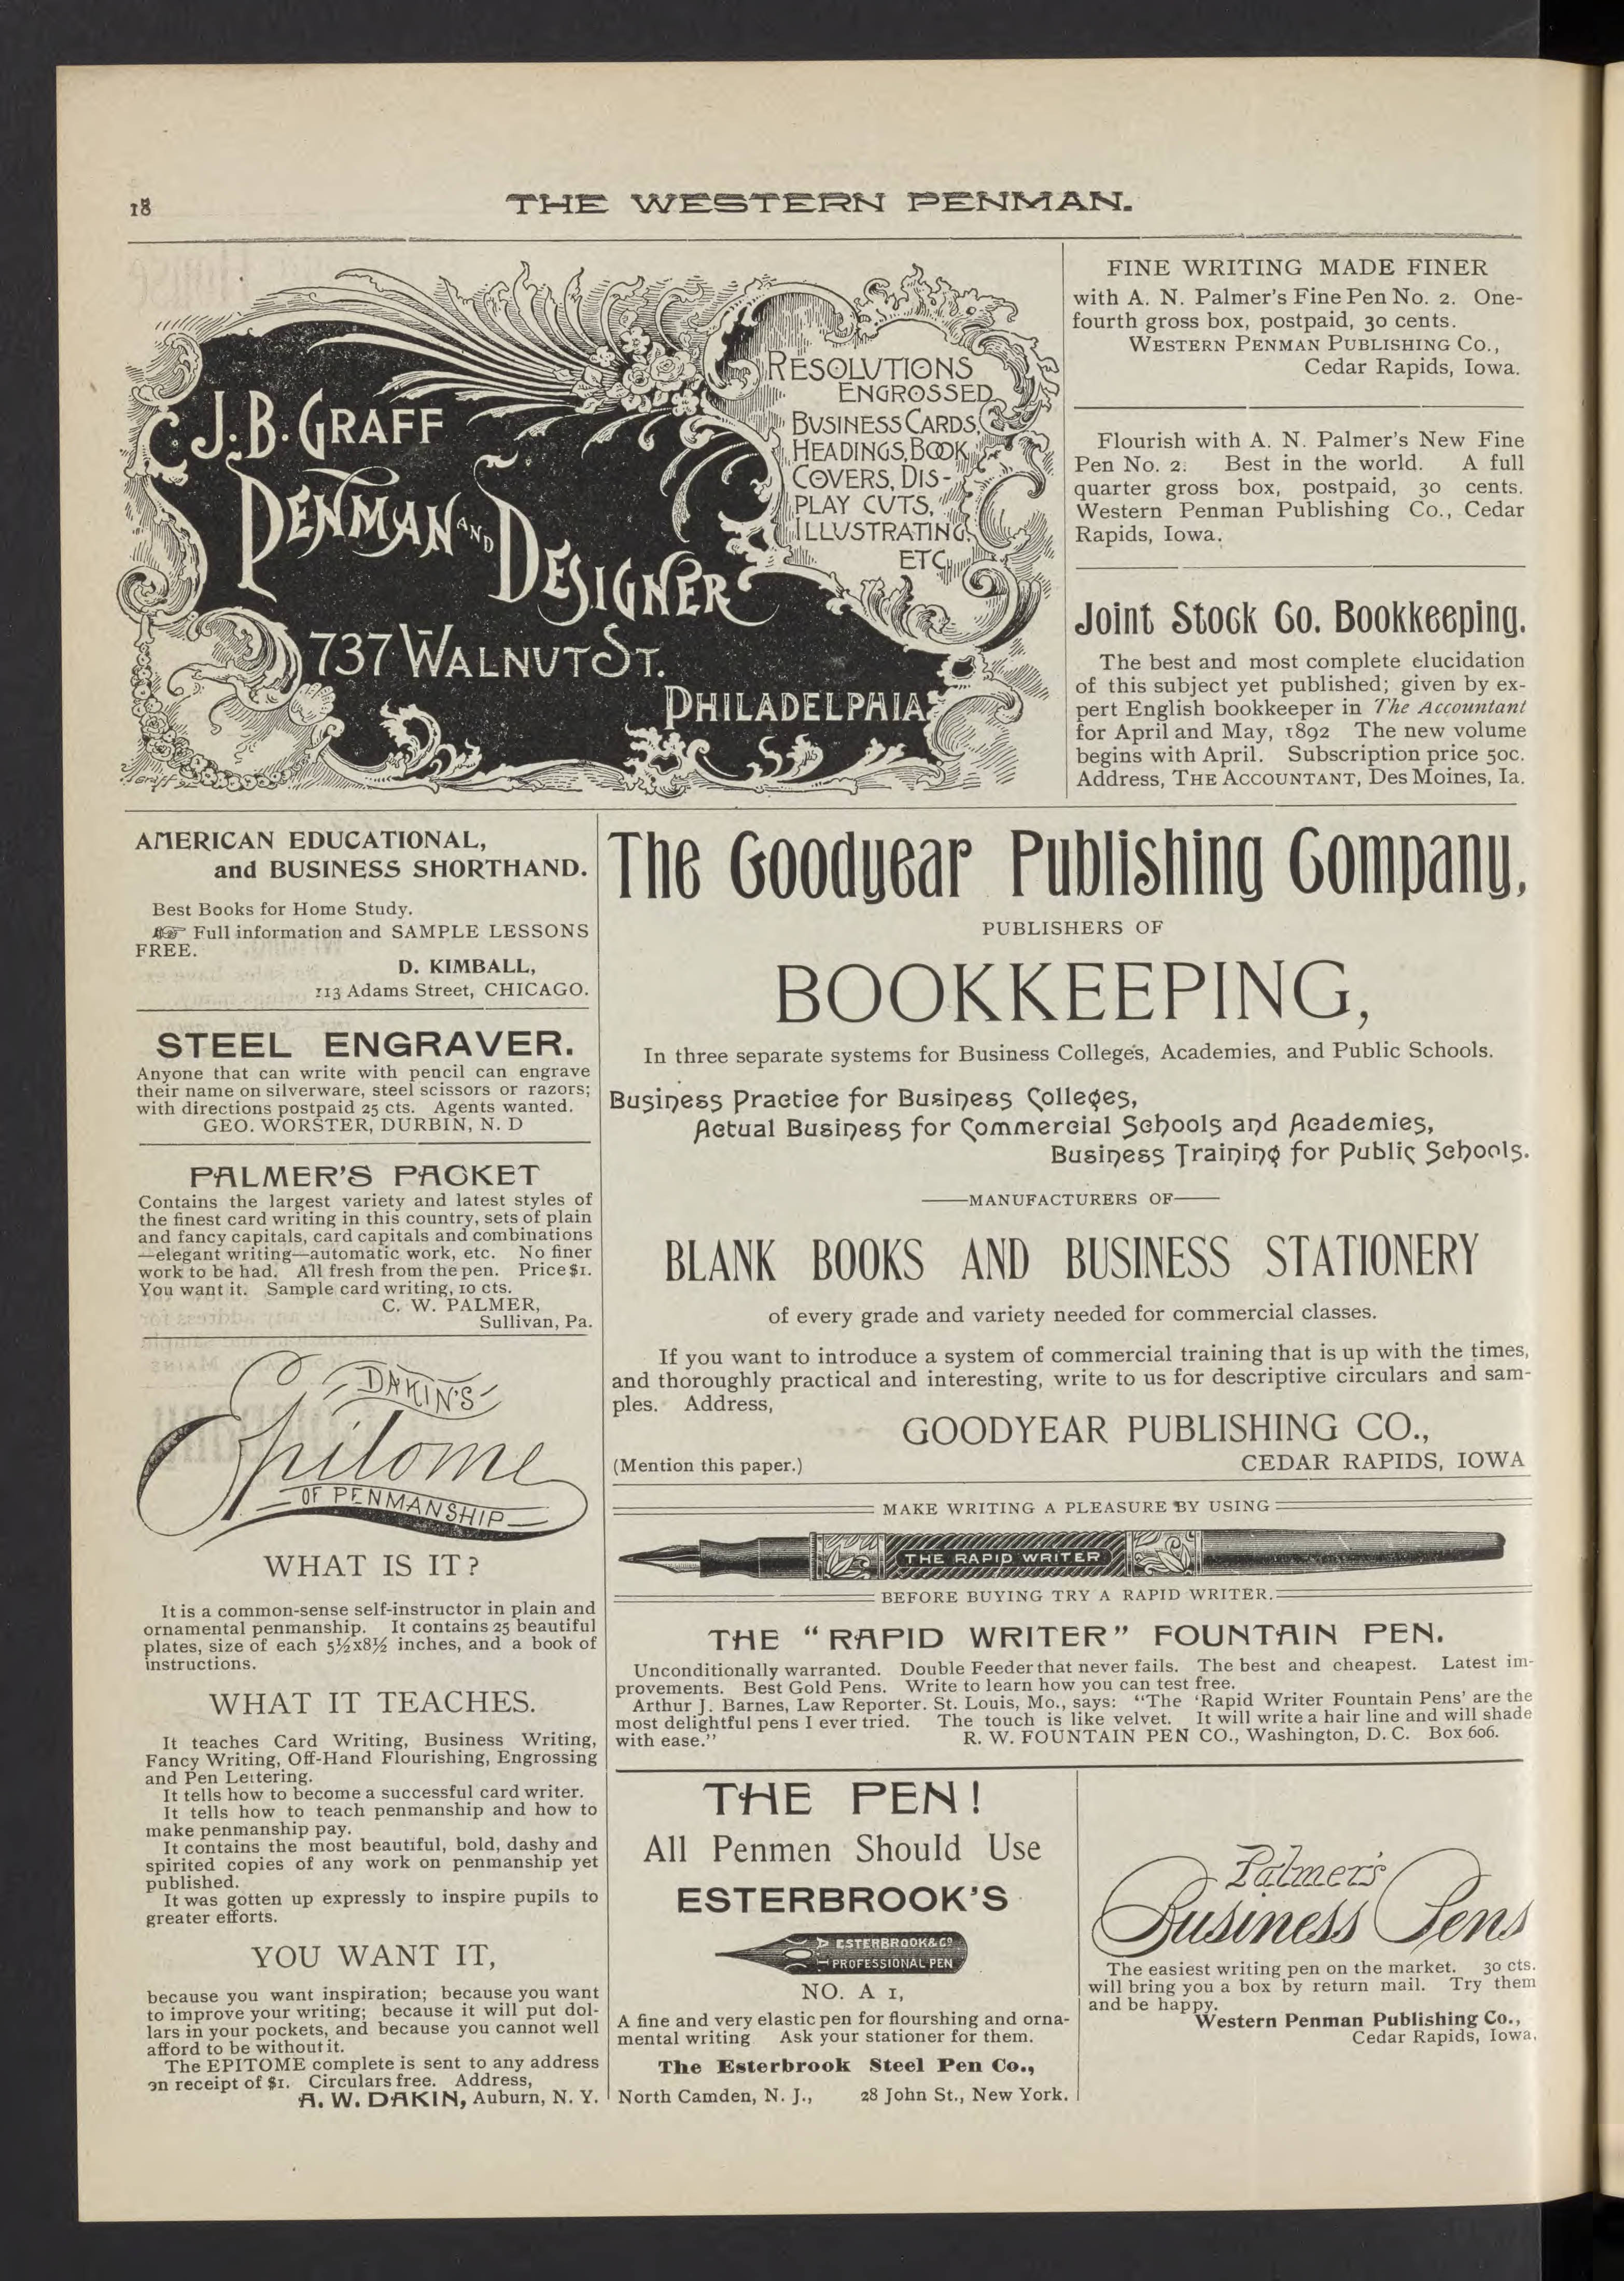 18
THE WESTERN PENMAN.
J. B. GRAFF
PENMAN AND DESIGNER
737 WALNUT ST.
PHILADELPHIA
RESOLUTIONS
ENGROSSED,
BUSINESS CARDS,
HEADINGS, BOOK
COVERS, DIS-
PLAY CUTS,
ILLUSTRATING,
ETC.
Graff
FINE WRITING MADE FINER
with A. N. Palmer's Fine Pen No. 2. One-
fourth gross box, postpaid, 30 cents.
WESTERN PENMAN PUBLISHING CO.,
Cedar Rapids, Iowa.
Flourish with A. N. Palmer's New Fine
Pen No. 2. Best in the world. A full
quarter gross box, postpaid, 30 cents.
Western Penman Publishing Co., Cedar
Rapids, Iowa.
Joint Stock Co. Bookkeeping.
The best and most complete elucidation
of this subject yet published; given by ex-
pert English bookkeeper in The Accountant
for April and May, 1892 The new volume
begins with April. Subscription price 50c.
Address, THE ACCOUNTANT, Des Moines, Ia.
AMERICAN EDUCATIONAL,
and BUSINESS SHORTHAND.
Best Books for Home Study.
☞ Full information and SAMPLE LESSONS
FREE.
D. KIMBALL,
113 Adams Street, CHICAGO.
STEEL ENGRAVER.
Anyone that can write with pencil can engrave
their name on silverware, steel scissors or razors;
with directions postpaid 25 cts. Agents wanted.
GEO. WORSTER, DURBIN, N. D
PALMER'S PACKET
Contains the largest variety and latest styles of
the finest card writing in this country, sets of plain
and fancy capitals, card capitals and combinations
—elegant writing—automatic work, etc. No finer
work to be had. All fresh from the pen. Price $1.
You want it. Sample card writing, 10 cts.
C. W. PALMER,
Sullivan, Pa.
DAKIN'S
Epitome
OF PENMANSHIP
WHAT IS IT?
It is a common-sense self-instructor in plain and
ornamental penmanship. It contains 25 beautiful
plates, size of each 5½x8½ inches, and a book of
instructions.
WHAT IT TEACHES.
It teaches Card Writing, Business Writing,
Fancy Writing, Off-Hand Flourishing, Engrossing
and Pen Lettering.
It tells how to become a successful card writer.
It tells how to teach penmanship and how to
make penmanship pay.
It contains the most beautiful, bold, dashy and
spirited copies of any work on penmanship yet
published.
It was gotten up expressly to inspire pupils to
greater efforts.
YOU WANT IT,
because you want inspiration; because you want
to improve your writing; because it will put dol-
lars in your pockets, and because you cannot well
afford to be without it.
The EPITOME complete is sent to any address
on receipt of $1. Circulars free. Address,
A. W. DAKIN, Auburn, N. Y.
The Goodyear Publishing Company,
PUBLISHERS OF
BOOKKEEPING,
In three separate systems for Business Colleges, Academies, and Public Schools.
Business Practice for Business Colleges,
Actual Business for Commercial Schools and Academies,
Business Training for Public Schools.
——MANUFACTURERS OF——
BLANK BOOKS AND BUSINESS STATIONERY
of every grade and variety needed for commercial classes.
If you want to introduce a system of commercial training that is up with the times,
and thoroughly practical and interesting, write to us for descriptive circulars and sam-
ples. Address,
GOODYEAR PUBLISHING CO.,
(Mention this paper.) CEDAR RAPIDS, IOWA
MAKE WRITING A PLEASURE BY USING
THE RAPID WRITER
BEFORE BUYING TRY A RAPID WRITER.
THE "RAPID WRITER" FOUNTAIN PEN.
Unconditionally warranted. Double Feeder that never fails. The best and cheapest. Latest im-
provements. Best Gold Pens. Write to learn how you can test free.
Arthur J. Barnes, Law Reporter. St. Louis, Mo., says: "The 'Rapid Writer Fountain Pens' are the
most delightful pens I ever tried. The touch is like velvet. It will write a hair line and will shade
with ease." R. W. FOUNTAIN PEN CO., Washington, D. C. Box 606.
THE PEN!
All Penmen Should Use
ESTERBROOK'S
A 1 ESTERBROOK & CO
PROFESSIONAL PEN
NO. A 1,
A fine and very elastic pen for flourshing and orna-
mental writing Ask your stationer for them.
The Esterbrook Steel Pen Co.,
North Camden, N. J., 28 John St., New York.
Palmer's
Business Pens
The easiest writing pen on the market. 30 cts.
will bring you a box by return mail. Try them
and be happy.
Western Penman Publishing Co.,
Cedar Rapids, Iowa.